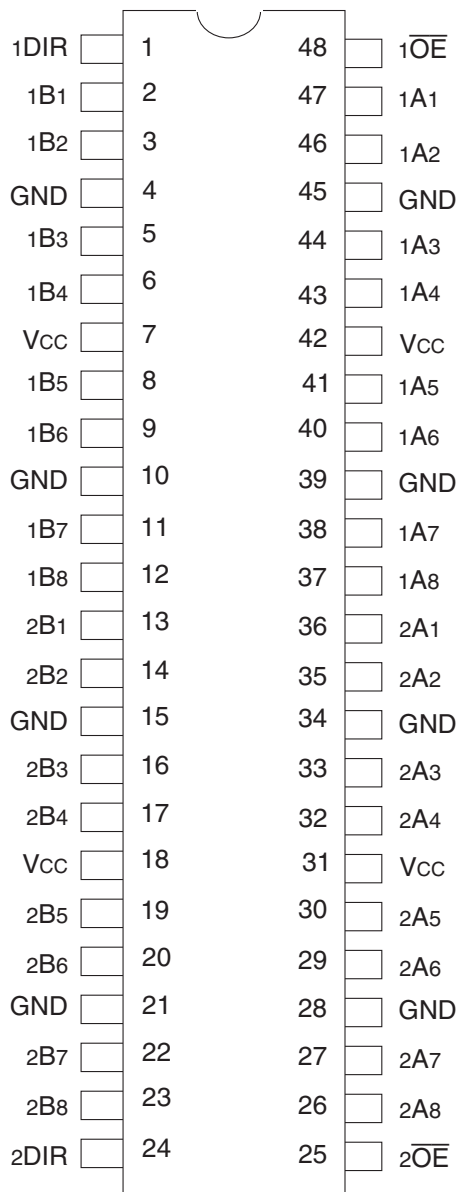 1DIR 1 48 1OE
1B1 2 47 1A1
1B2 3 46 1A2
GND 4 45 GND
1B3 5 44 1A3
1B4 6 43 1A4
VCC 7 42 VCC
1B5 8 41 1A5
1B6 9 40 1A6
GND 10 39 GND
1B7 11 38 1A7
1B8 12 37 1A8
2B1 13 36 2A1
2B2 14 35 2A2
GND 15 34 GND
2B3 16 33 2A3
2B4 17 32 2A4
VCC 18 31 VCC
2B5 19 30 2A5
2B6 20 29 2A6
GND 21 28 GND
2B7 22 27 2A7
2B8 23 26 2A8
2DIR 24 25 2OE